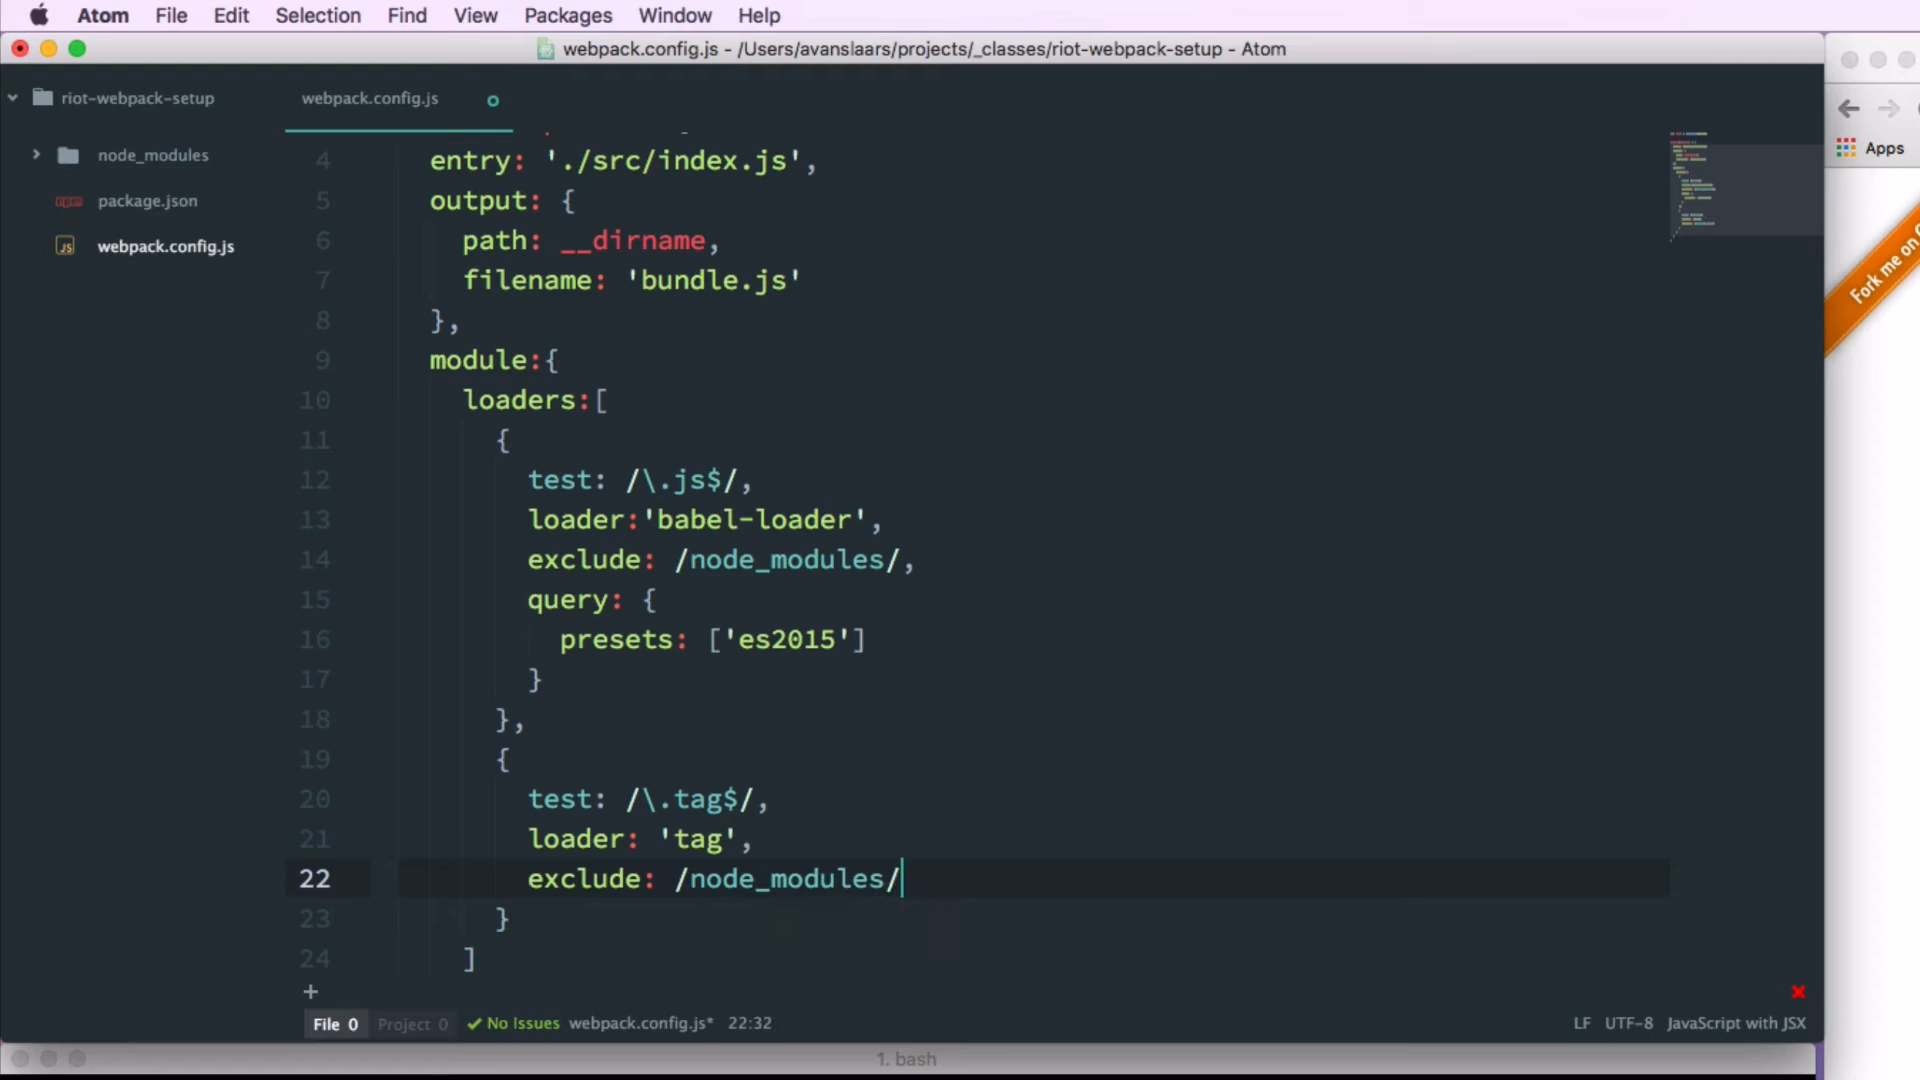 Atom File Edit Selection Find View Packages Window Help
webpack.config.js - /Users/avanslaars/projects/_classes/riot-webpack-setup - Atom
riot-webpack-setup
node_modules
package.json
webpack.config.js
webpack.config.js
4 entry: './src/index.js',
5 output: {
6 path: __dirname,
7 filename: 'bundle.js'
8 },
9 module:{
10 loaders:[
11 {
12 test: /\.js$/,
13 loader:'babel-loader',
14 exclude: /node_modules/,
15 query: {
16 presets: ['es2015']
17 }
18 },
19 {
20 test: /\.tag$/,
21 loader: 'tag',
22 exclude: /node_modules/
23 }
24 ]
+
File 0 Project 0 No Issues webpack.config.js* 22:32 LF UTF-8 JavaScript with JSX
1. bash
Apps
Fork me on